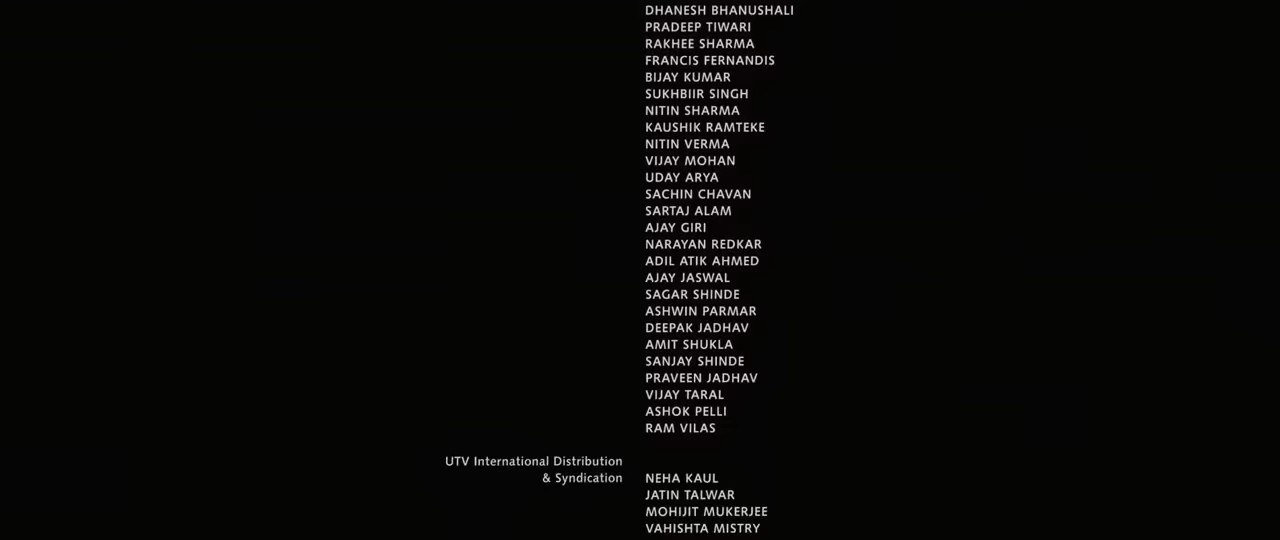 DHANESH BHANUSHALI
PRADEEP TIWARI
RAKHEE SHARMA
FRANCIS FERNANDIS
BIJAY KUMAR
SUKHBIIR SINGH
NITIN SHARMA
KAUSHIK RAMTEKE
NITIN VERMA
VIJAY MOHAN
UDAY ARYA
SACHIN CHAVAN
SARTAJ ALAM
AJAY GIRI
NARAYAN REDKAR
ADIL ATIK AHMED
AJAY JASWAL
SAGAR SHINDE
ASHWIN PARMAR
DEEPAK JADHAV
AMIT SHUKLA
SANJAY SHINDE
PRAVEEN JADHAV
VIJAY TARAL
ASHOK PELLI
RAM VILAS
UTV International Distribution
& Syndication NEHA KAUL
JATIN TALWAR
MOHIJIT MUKERJEE
VAHISHTA MISTRY